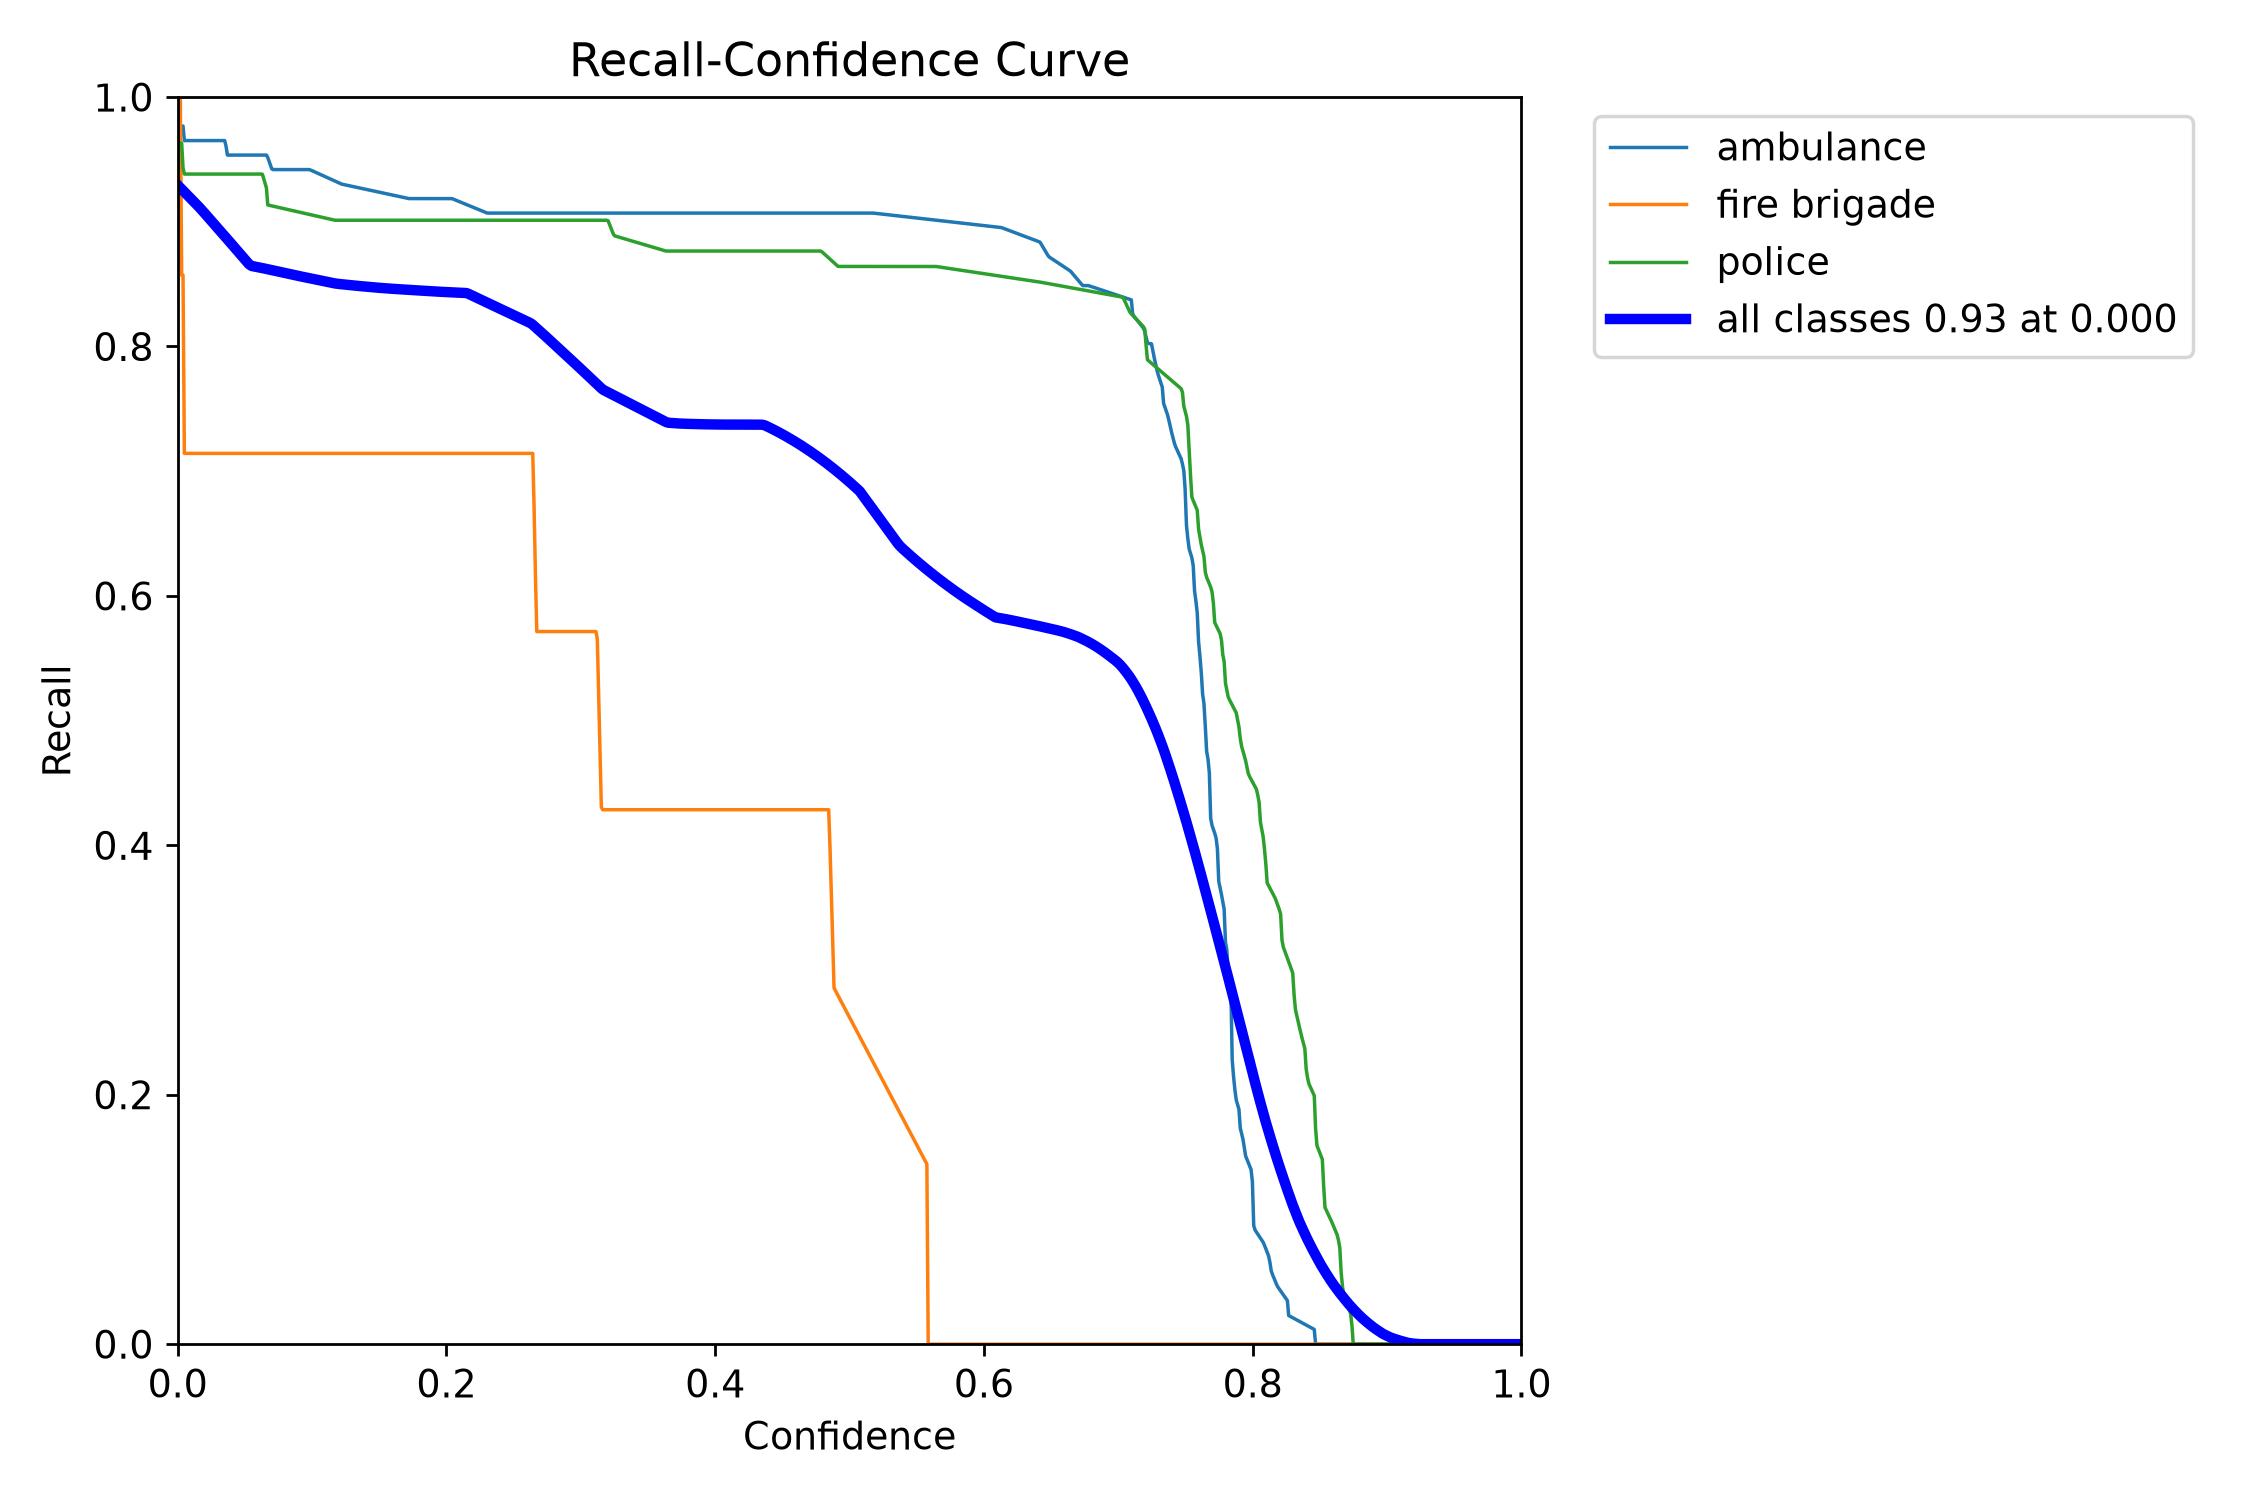 Recall-Confidence Curve
1.0
0.8
0.6
0.4
0.2
0.0
Recall
0.0 0.2 0.4 0.6 0.8 1.0
Confidence
ambulance
fire brigade
police
all classes 0.93 at 0.000